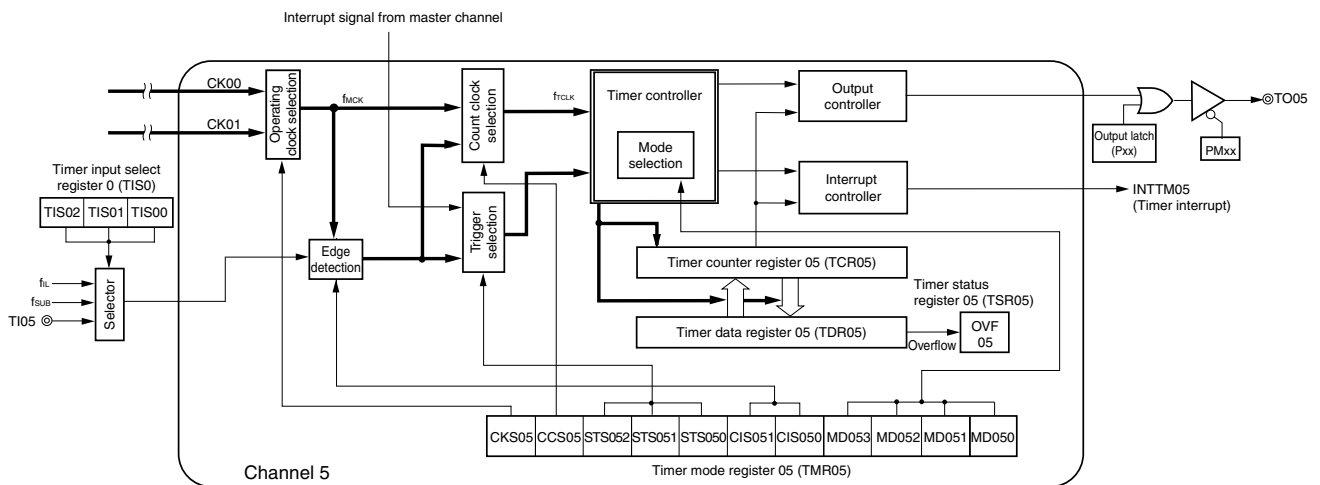 Interrupt signal from master channel
CK00
CK01
Operating
clock selection
fMCK
Count clock
selection
fTCLK
Timer controller
Mode
selection
Output
controller
Output latch
(Pxx)
PMxx
TO05
Interrupt
controller
INTTM05
(Timer interrupt)
Timer input select
register 0 (TIS0)
TIS02 TIS01 TIS00
fIL
fSUB
TI05
Selector
Edge
detection
Trigger
selection
Timer counter register 05 (TCR05)
Timer status
register 05 (TSR05)
Timer data register 05 (TDR05)
Overflow
OVF
05
CKS05 CCS05 STS052 STS051 STS050 CIS051 CIS050 MD053 MD052 MD051 MD050
Timer mode register 05 (TMR05)
Channel 5